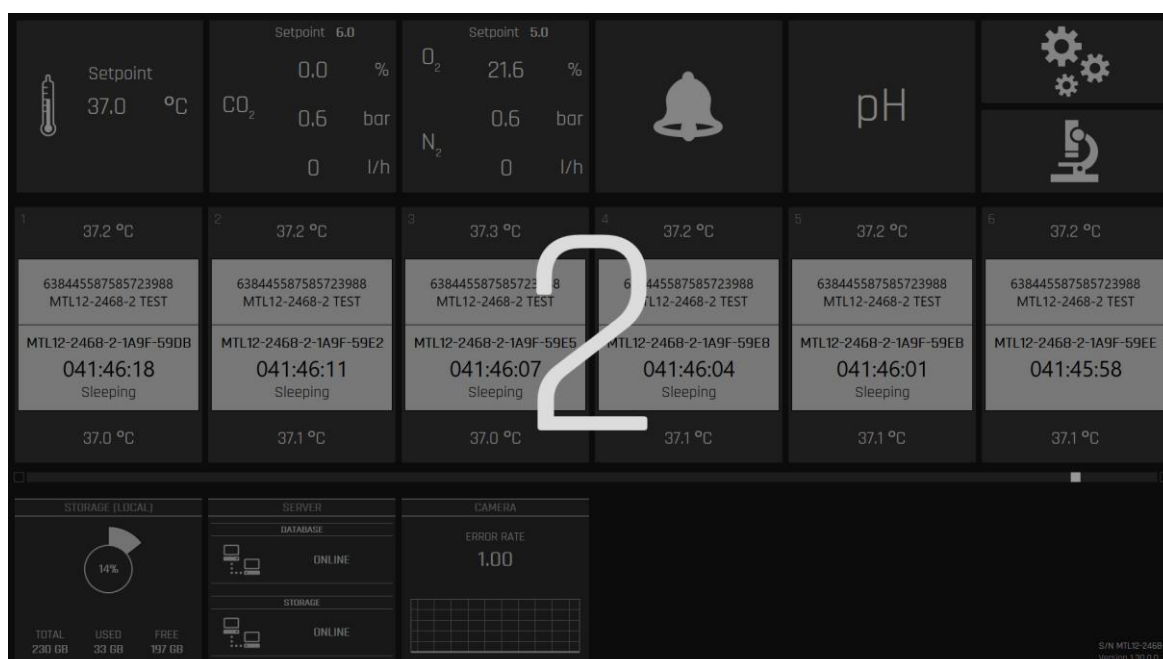 Setpoint
37.0 °C
Setpoint 6.0
CO2
0.0 %
0.6 bar
0 l/h
Setpoint 5.0
O2 21.6 %
0.6 bar
N2
0 l/h
pH
1
37.2 °C
638445587585723988
MTL12-2468-2 TEST
MTL12-2468-2-1A9F-59DB
041:46:18
Sleeping
37.0 °C
2
37.2 °C
638445587585723988
MTL12-2468-2 TEST
MTL12-2468-2-1A9F-59E2
041:46:11
Sleeping
37.1 °C
3
37.3 °C
MTL12-2468-2 TEST
MTL12-2468-2-1A9F-59E5
041:46:07
Sleeping
37.0 °C
4
37.2 °C
MTL12-2468-2-1A9F-59E8
041:46:04
Sleeping
37.1 °C
5
37.2 °C
638445587585723988
MTL12-2468-2 TEST
MTL12-2468-2-1A9F-59EB
041:46:01
Sleeping
37.1 °C
6
37.2 °C
638445587585723988
MTL12-2468-2 TEST
MTL12-2468-2-1A9F-59EE
041:45:58
37.1 °C
2
STORAGE (LOCAL)
14%
TOTAL USED FREE
230 GB 33 GB 197 GB
SERVER
DATABASE
ONLINE
STORAGE
ONLINE
CAMERA
ERROR RATE
1.00
S/N MTL12-2468
Version 1.30.0.0